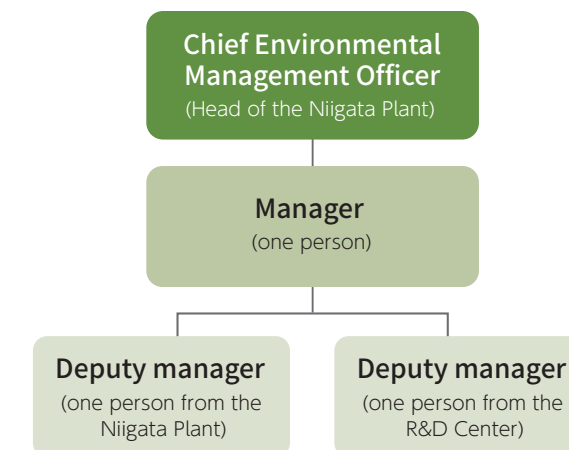 Chief Environmental
Management Officer
(Head of the Niigata Plant)
Manager
(one person)
Deputy manager
(one person from the
Niigata Plant)
Deputy manager
(one person from the
R&D Center)